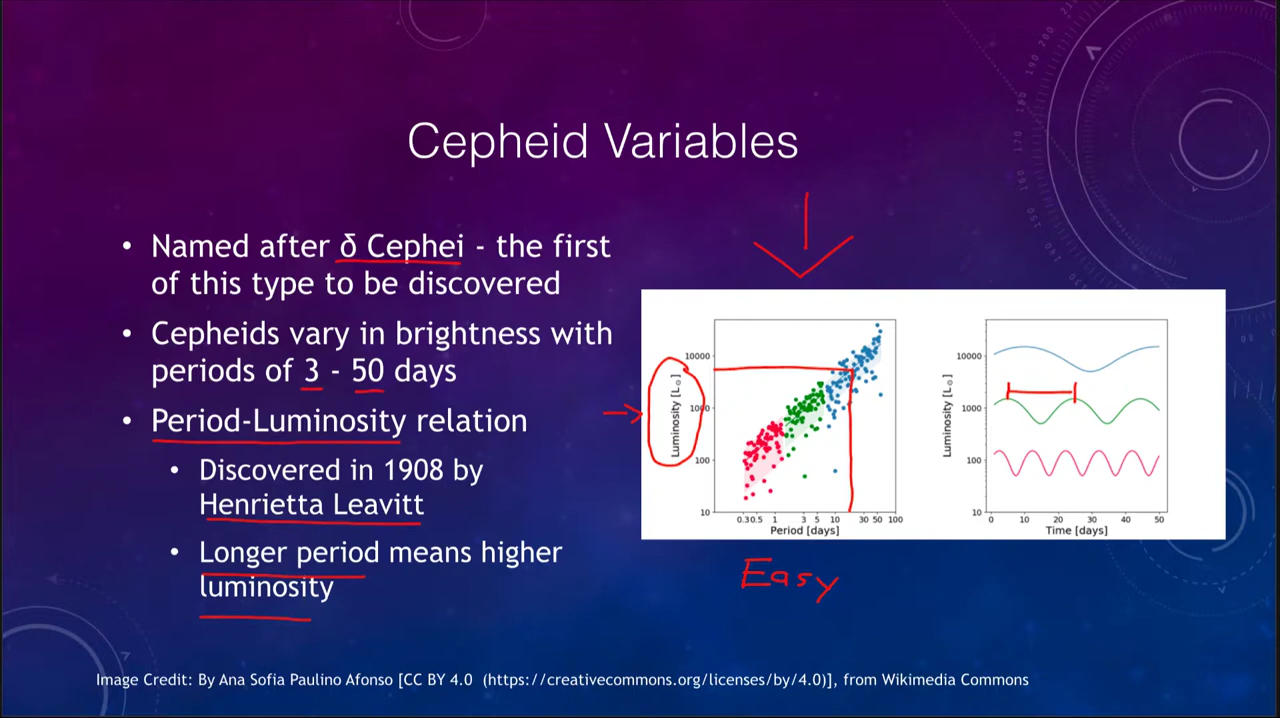 Cepheid Variables
• Named after δ Cephei - the first
of this type to be discovered
• Cepheids vary in brightness with
periods of 3 - 50 days
• Period-Luminosity relation
• Discovered in 1908 by
Henrietta Leavitt
• Longer period means higher
luminosity
Luminosity [L☉]
10000
1000
100
10
0.3 0.5 1 3 5 10 30 50 100
Period [days]
Luminosity [L☉]
10000
1000
100
10
0 10 20 30 40 50
Time [days]
Easy
Image Credit: By Ana Sofia Paulino Afonso [CC BY 4.0 (https://creativecommons.org/licenses/by/4.0)], from Wikimedia Commons